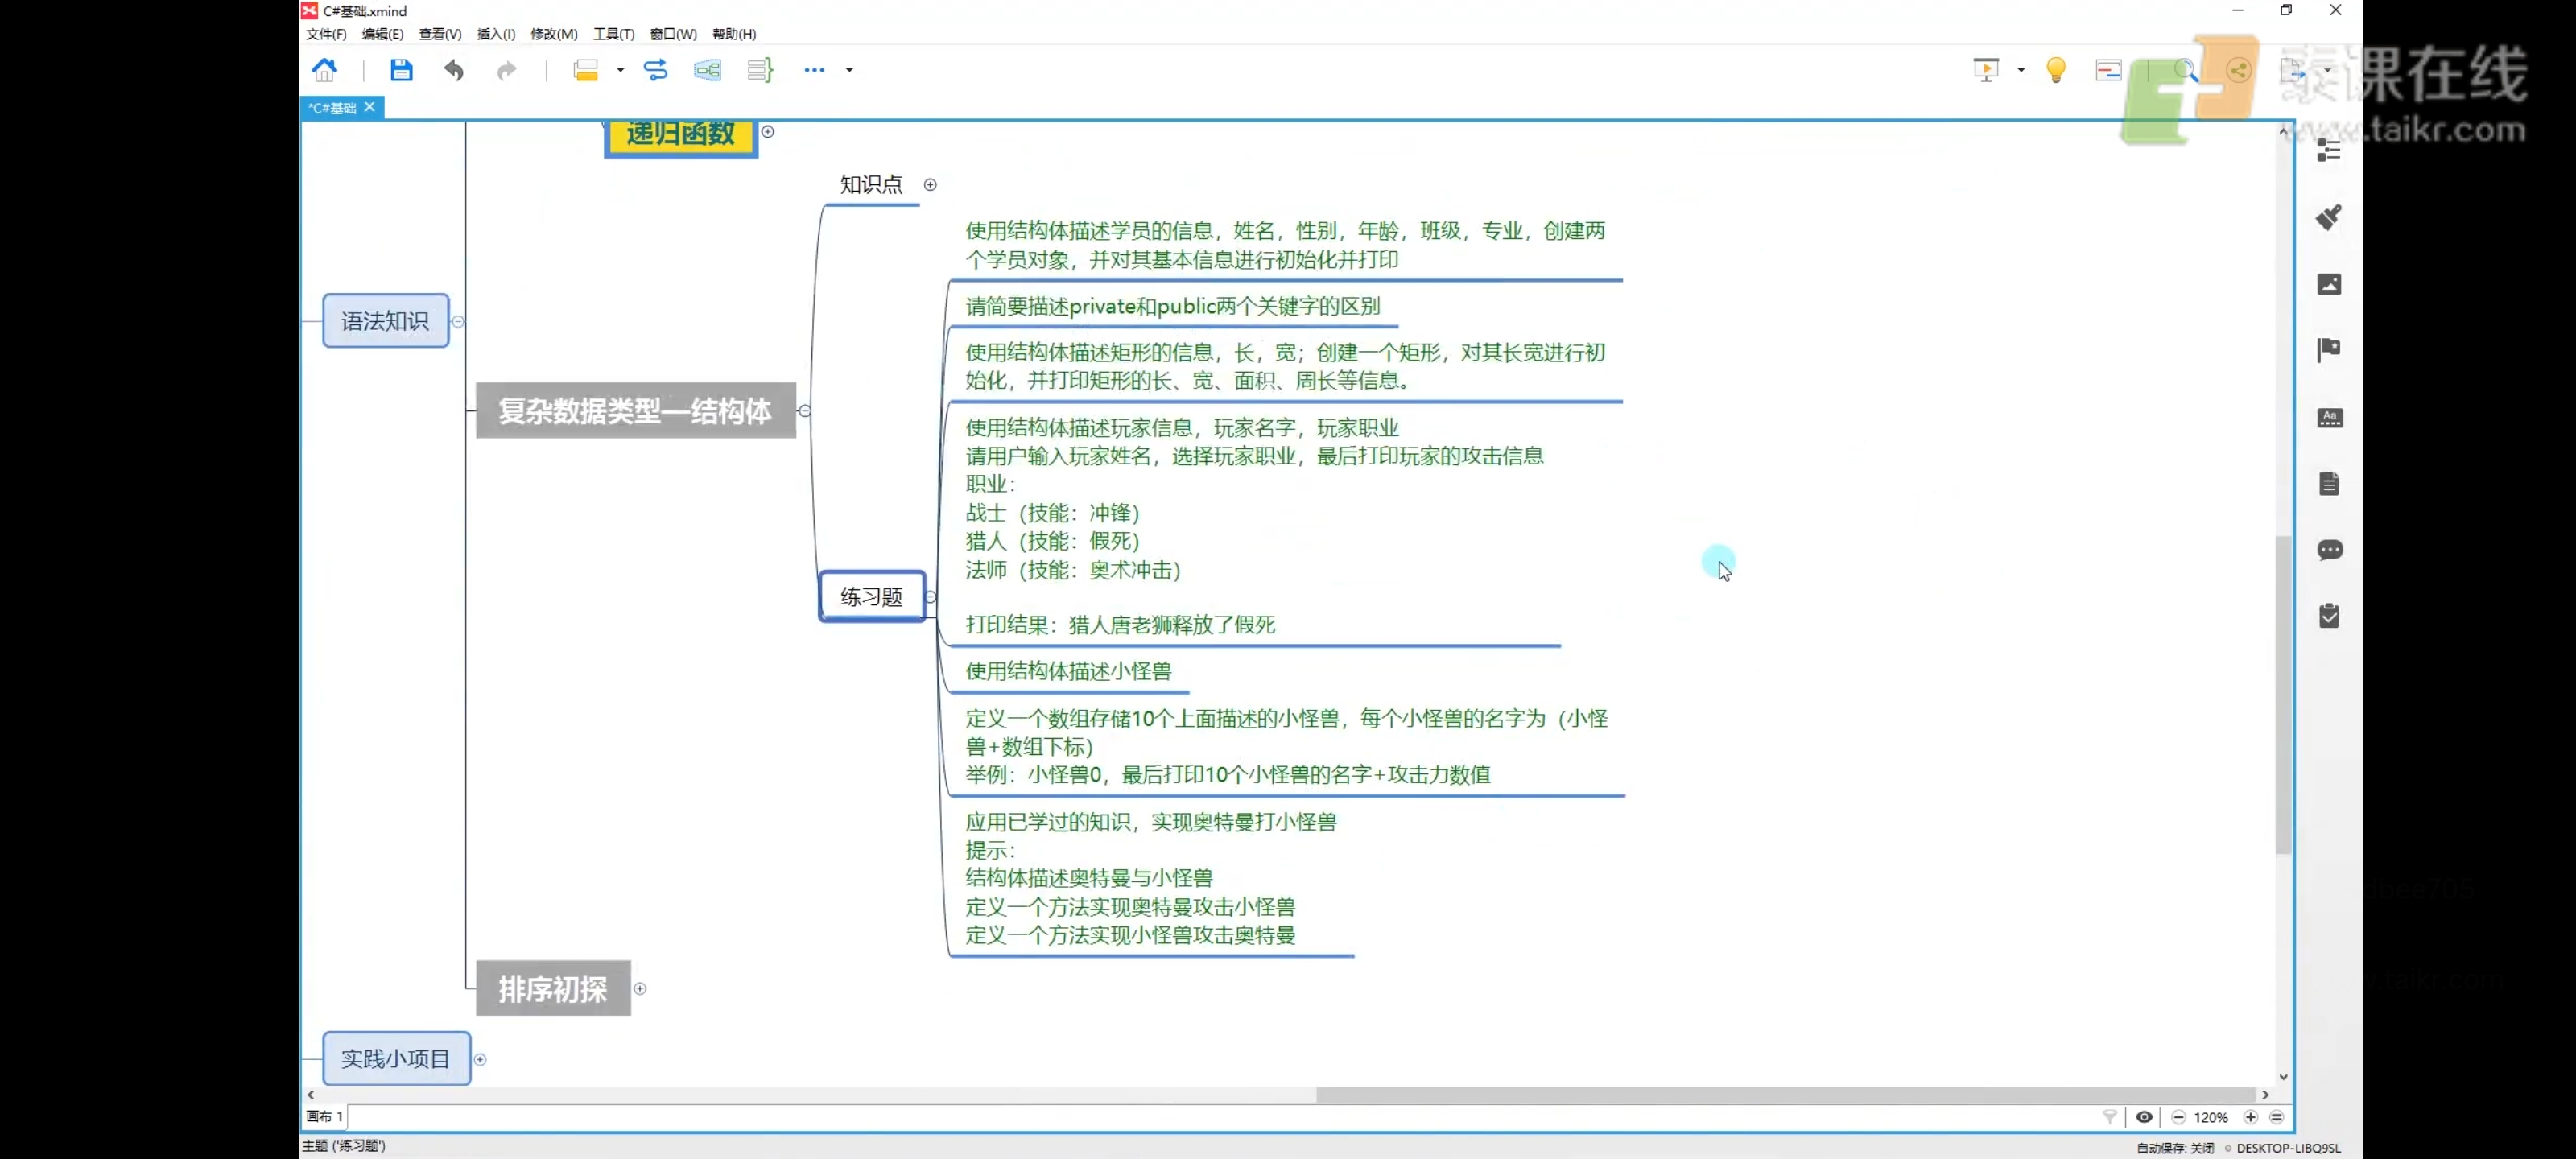 C#基础.xmind
文件(F) 编辑(E) 查看(V) 插入(I) 修改(M) 工具(T) 窗口(W) 帮助(H)
*C#基础
泰课在线
www.taikr.com
递归函数
知识点
使用结构体描述学员的信息，姓名，性别，年龄，班级，专业，创建两
个学员对象，并对其基本信息进行初始化并打印
请简要描述private和public两个关键字的区别
语法知识
使用结构体描述矩形的信息，长，宽；创建一个矩形，对其长宽进行初
始化，并打印矩形的长、宽、面积、周长等信息。
复杂数据类型—结构体
使用结构体描述玩家信息，玩家名字，玩家职业
请用户输入玩家姓名，选择玩家职业，最后打印玩家的攻击信息
职业：
战士（技能：冲锋）
猎人（技能：假死）
法师（技能：奥术冲击）
练习题
打印结果：猎人唐老狮释放了假死
使用结构体描述小怪兽
定义一个数组存储10个上面描述的小怪兽，每个小怪兽的名字为（小怪
兽+数组下标）
举例：小怪兽0，最后打印10个小怪兽的名字+攻击力数值
应用已学过的知识，实现奥特曼打小怪兽
提示：
结构体描述奥特曼与小怪兽
定义一个方法实现奥特曼攻击小怪兽
定义一个方法实现小怪兽攻击奥特曼
排序初探
实践小项目
画布 1
120%
主题 ('练习题')
自动保存: 关闭 DESKTOP-LIBQ9SL